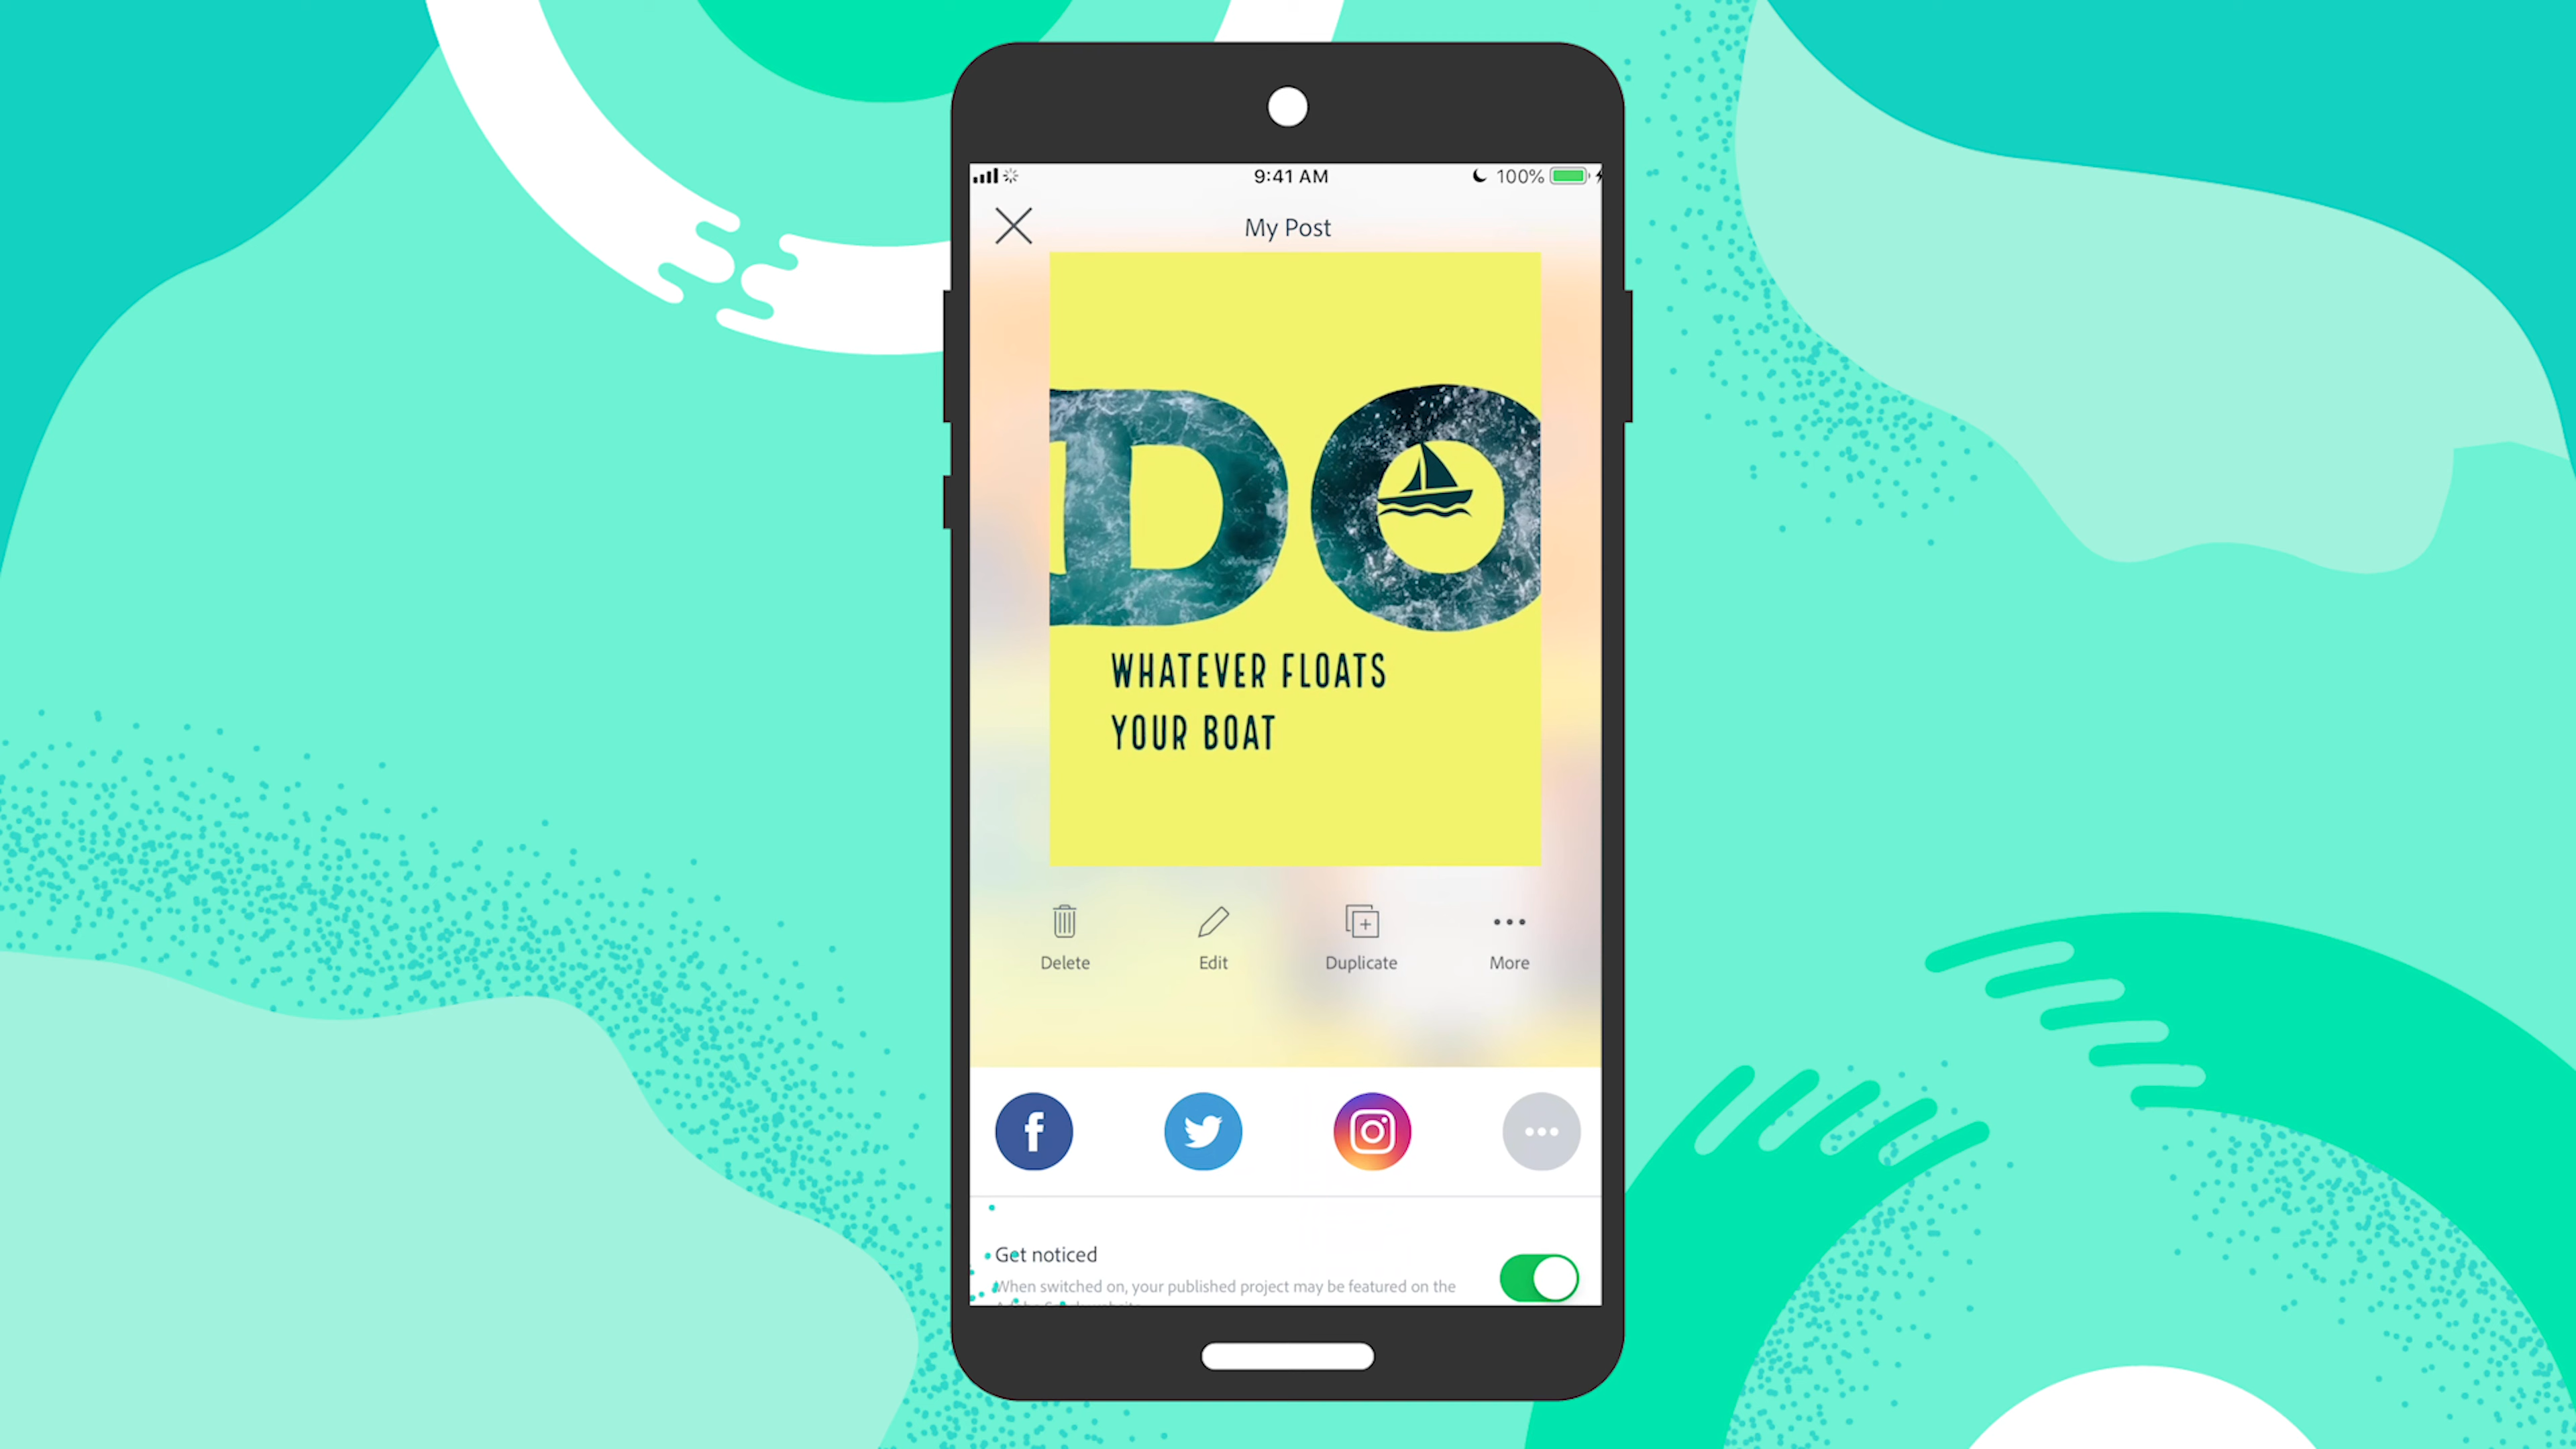 9:41 AM
100%
My Post
DO
WHATEVER FLOATS
YOUR BOAT
Delete
Edit
Duplicate
More
Get noticed
When switched on, your published project may be featured on the